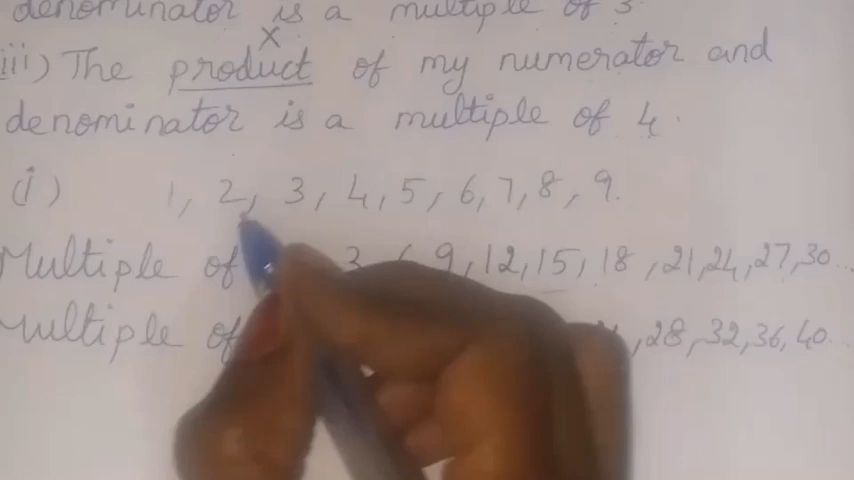 denominator is a multiple of 3
x
iii) The product of my numerator and
denominator is a multiple of 4.
(i) 1, 2, 3, 4, 5, 6, 7, 8, 9.
Multiple of 3 9, 12, 15, 18, 21, 24, 27, 30...
Multiple of 28, 32, 36, 40...